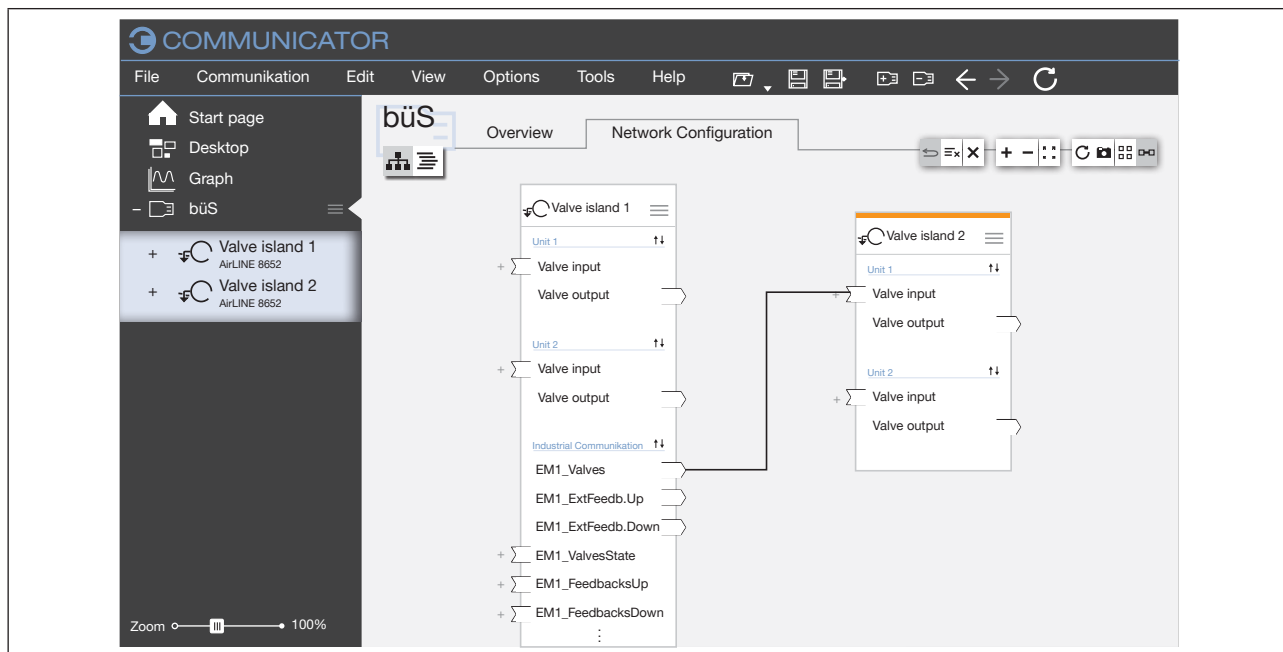 COMMUNICATOR
File Communikation Edit View Options Tools Help
Start page
Desktop
Graph
büS
Valve island 1
AirLINE 8652
Valve island 2
AirLINE 8652
Zoom 100%
büS
Overview Network Configuration
Valve island 1
Unit 1
Valve input
Valve output
Unit 2
Valve input
Valve output
Industrial Communikation
EM1_Valves
EM1_ExtFeedb.Up
EM1_ExtFeedb.Down
EM1_ValvesState
EM1_FeedbacksUp
EM1_FeedbacksDown
Valve island 2
Unit 1
Valve input
Valve output
Unit 2
Valve input
Valve output